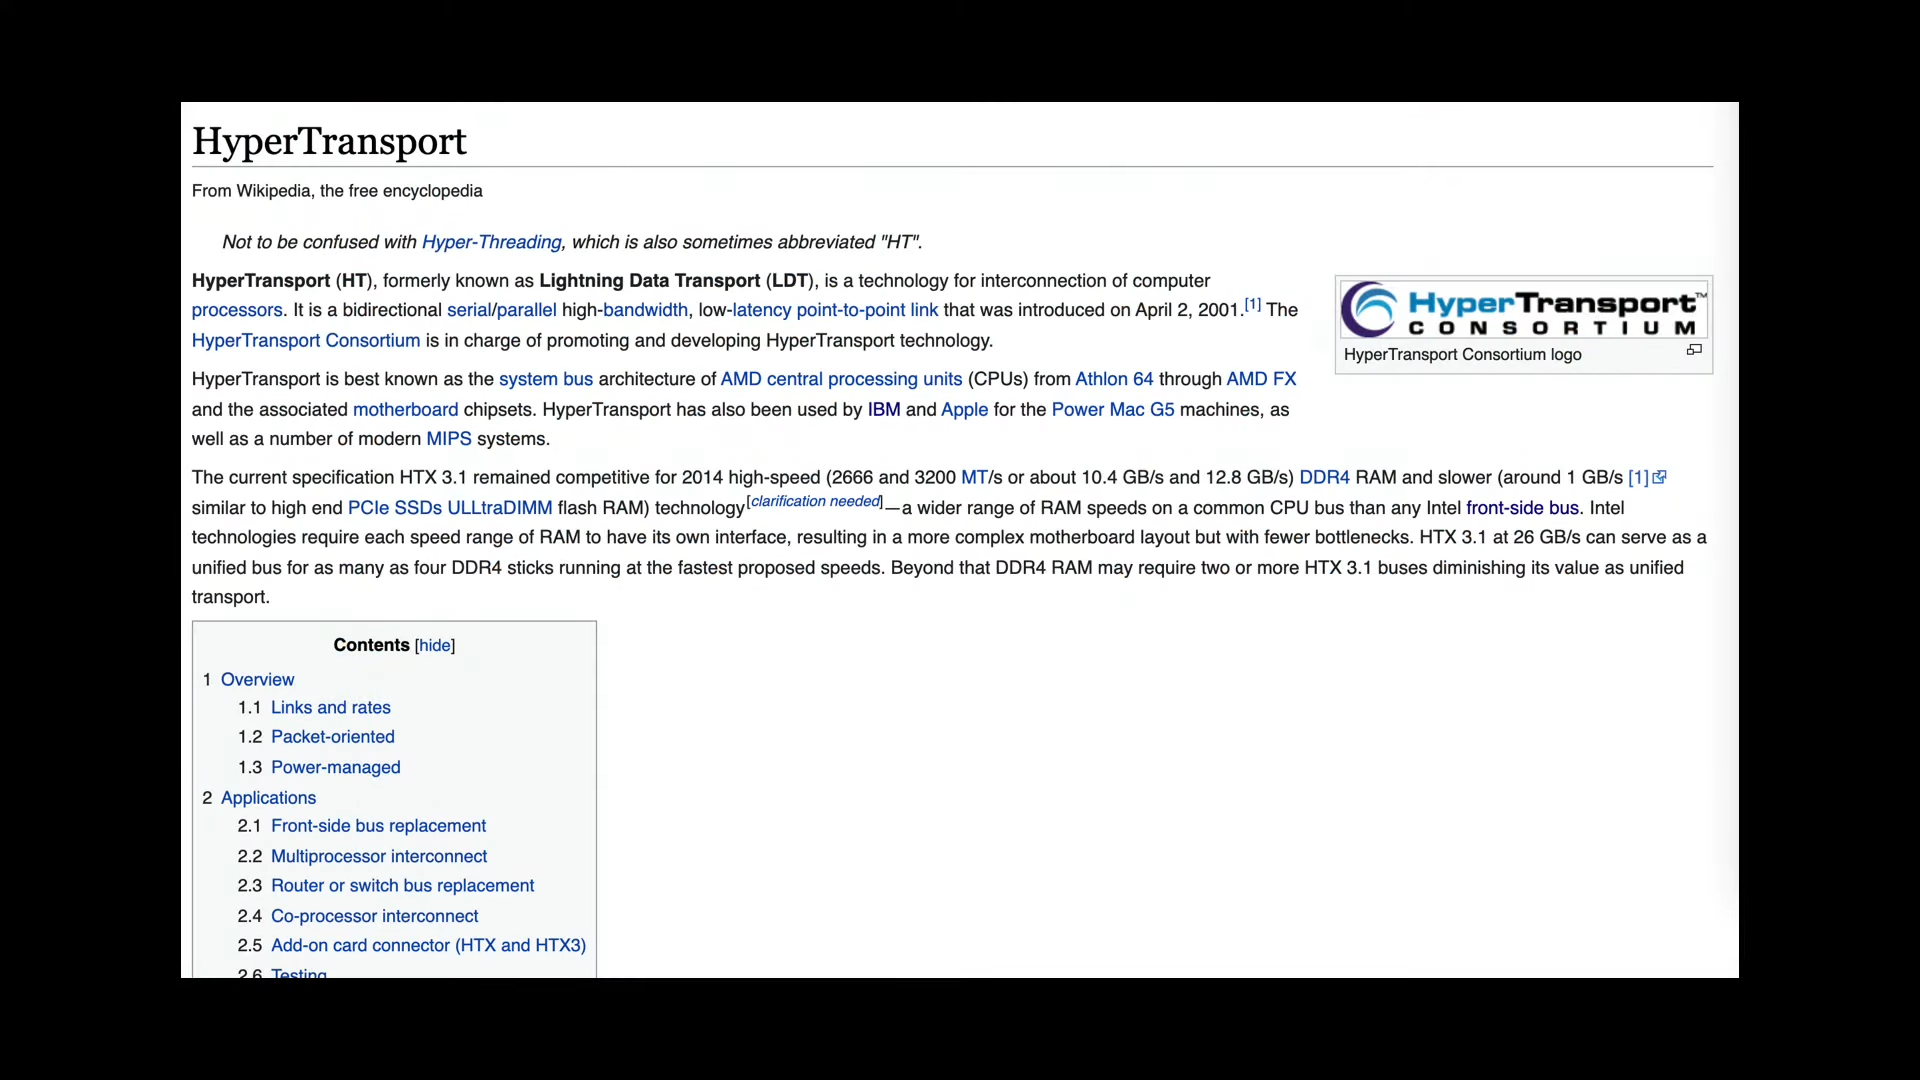 HyperTransport
From Wikipedia, the free encyclopedia
Not to be confused with Hyper-Threading, which is also sometimes abbreviated "HT".
HyperTransport (HT), formerly known as Lightning Data Transport (LDT), is a technology for interconnection of computer
processors. It is a bidirectional serial/parallel high-bandwidth, low-latency point-to-point link that was introduced on April 2, 2001.[1] The
HyperTransport Consortium is in charge of promoting and developing HyperTransport technology.
HyperTransport™
CONSORTIUM
HyperTransport Consortium logo
HyperTransport is best known as the system bus architecture of AMD central processing units (CPUs) from Athlon 64 through AMD FX
and the associated motherboard chipsets. HyperTransport has also been used by IBM and Apple for the Power Mac G5 machines, as
well as a number of modern MIPS systems.
The current specification HTX 3.1 remained competitive for 2014 high-speed (2666 and 3200 MT/s or about 10.4 GB/s and 12.8 GB/s) DDR4 RAM and slower (around 1 GB/s [1]
similar to high end PCIe SSDs ULLtraDIMM flash RAM) technology[clarification needed]—a wider range of RAM speeds on a common CPU bus than any Intel front-side bus. Intel
technologies require each speed range of RAM to have its own interface, resulting in a more complex motherboard layout but with fewer bottlenecks. HTX 3.1 at 26 GB/s can serve as a
unified bus for as many as four DDR4 sticks running at the fastest proposed speeds. Beyond that DDR4 RAM may require two or more HTX 3.1 buses diminishing its value as unified
transport.
Contents [hide]
1 Overview
1.1 Links and rates
1.2 Packet-oriented
1.3 Power-managed
2 Applications
2.1 Front-side bus replacement
2.2 Multiprocessor interconnect
2.3 Router or switch bus replacement
2.4 Co-processor interconnect
2.5 Add-on card connector (HTX and HTX3)
2.6 Testing